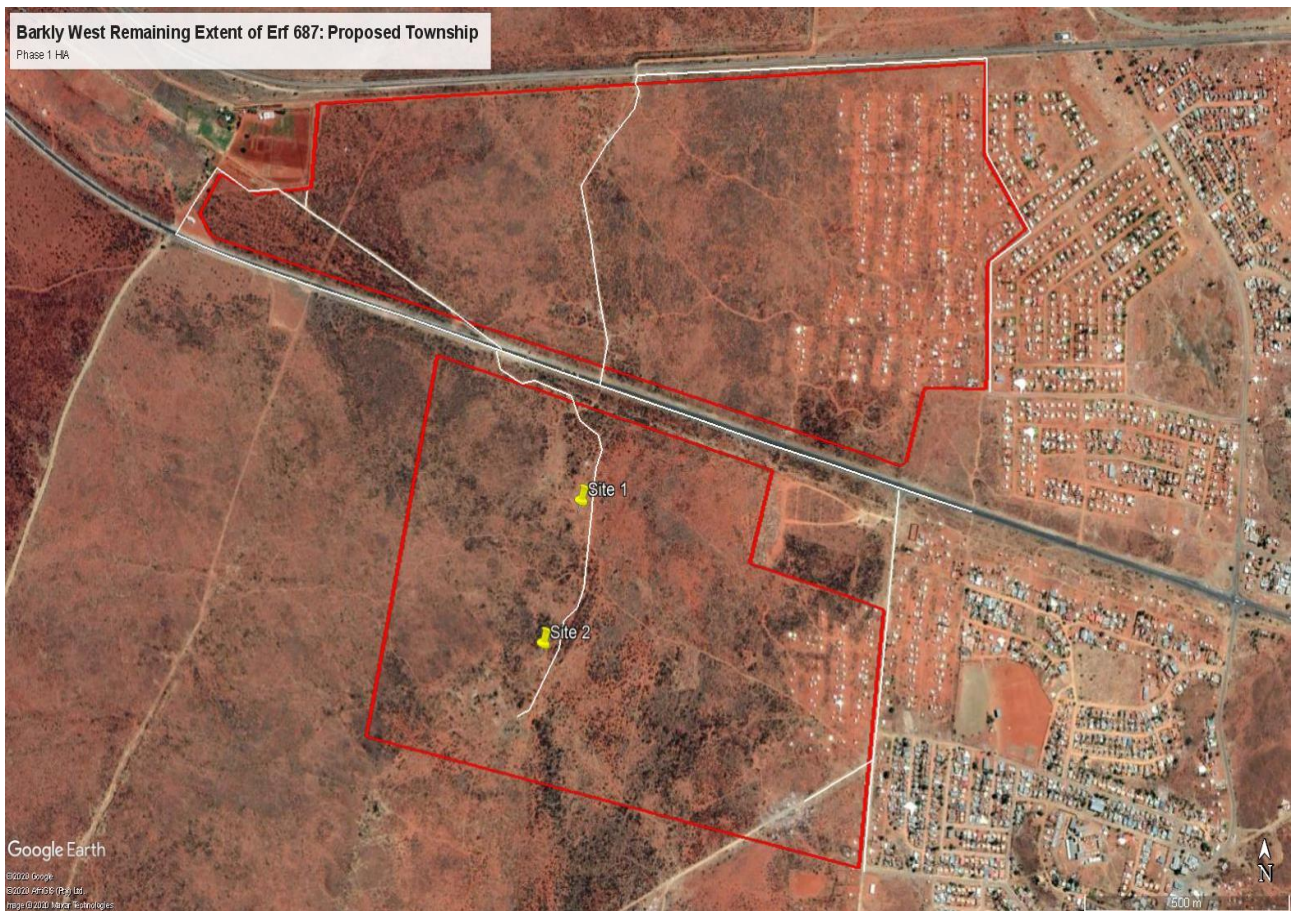 Barkly West Remaining Extent of Erf 687: Proposed Township
Phase 1 HIA
Site 1
Site 2
Google Earth
©2020 Google
©2020 AfriGIS (Pty) Ltd.
Image ©2020 Maxar Technologies
N
500 m